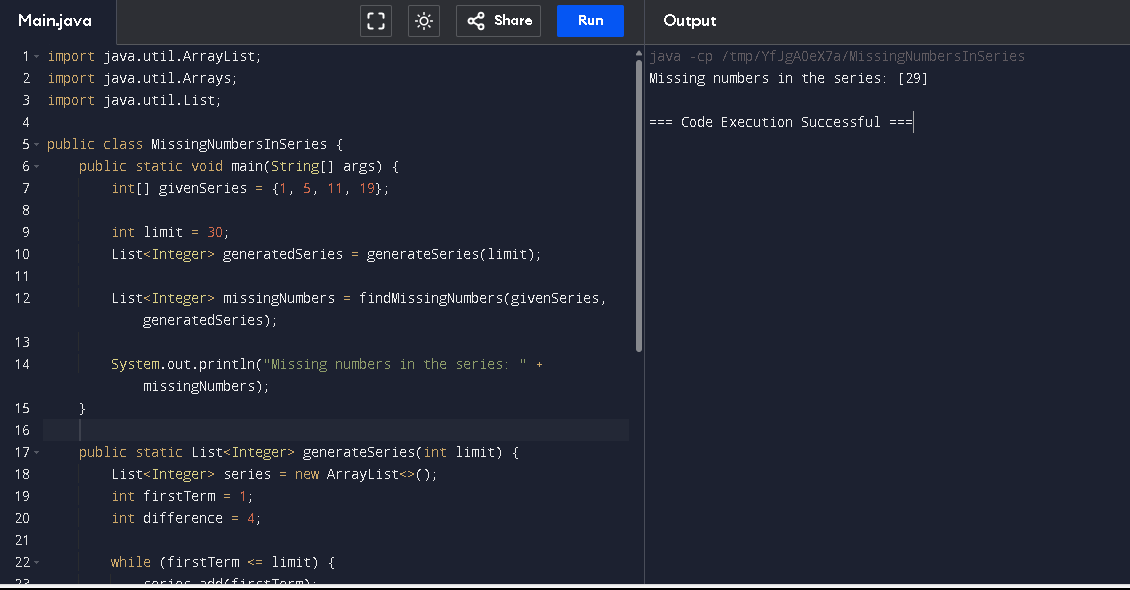 Main.java
Share
Run
Output
1 import java.util.ArrayList;
2 import java.util.Arrays;
3 import java.util.List;
4
5 public class MissingNumbersInSeries {
6 public static void main(String[] args) {
7 int[] givenSeries = {1, 5, 11, 19};
8
9 int limit = 30;
10 List<Integer> generatedSeries = generateSeries(limit);
11
12 List<Integer> missingNumbers = findMissingNumbers(givenSeries,
generatedSeries);
13
14 System.out.println("Missing numbers in the series: " +
missingNumbers);
15 }
16
17 public static List<Integer> generateSeries(int limit) {
18 List<Integer> series = new ArrayList<>();
19 int firstTerm = 1;
20 int difference = 4;
21
22 while (firstTerm <= limit) {
23 series.add(firstTerm);
java -cp /tmp/YfJgAOeX7a/MissingNumbersInSeries
Missing numbers in the series: [29]
=== Code Execution Successful ===